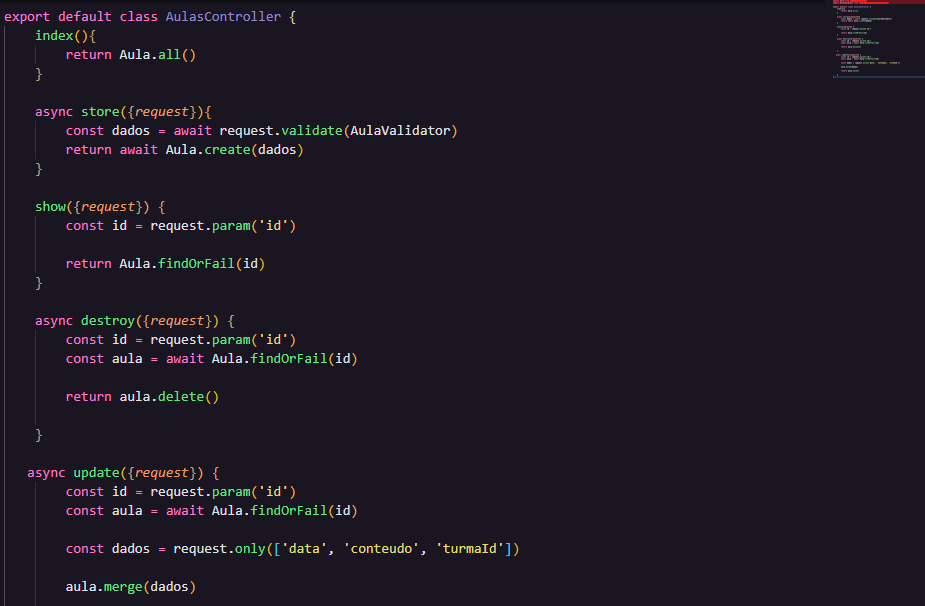 export default class AulasController {
    index(){
        return Aula.all()
    }

    async store({request}){
        const dados = await request.validate(AulaValidator)
        return await Aula.create(dados)
    }

    show({request}) {
        const id = request.param('id')

        return Aula.findOrFail(id)
    }

    async destroy({request}) {
        const id = request.param('id')
        const aula = await Aula.findOrFail(id)

        return aula.delete()

    }

   async update({request}) {
        const id = request.param('id')
        const aula = await Aula.findOrFail(id)

        const dados = request.only(['data', 'conteudo', 'turmaId'])

        aula.merge(dados)